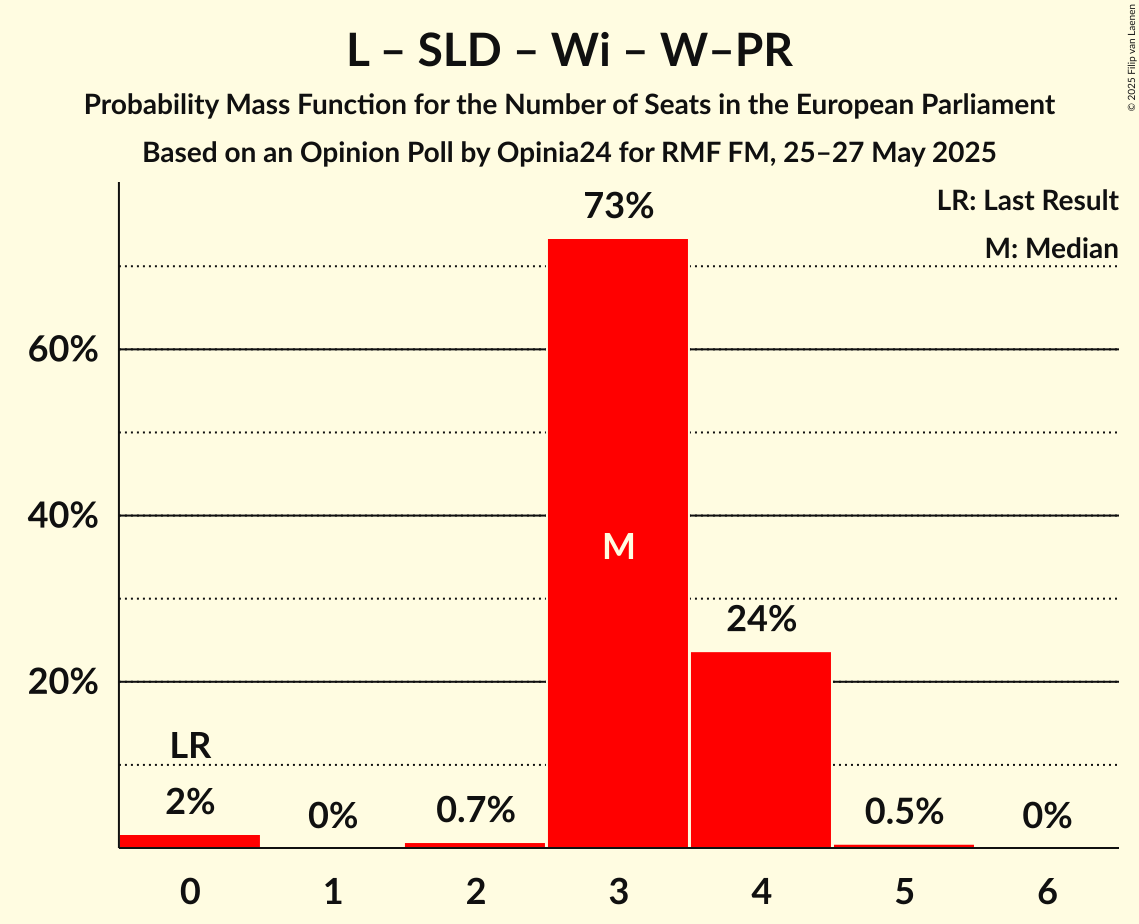 L – SLD – Wi – W–PR
Probability Mass Function for the Number of Seats in the European Parliament
Based on an Opinion Poll by Opinia24 for RMF FM, 25–27 May 2025
© 2025 Filip van Laenen
LR: Last Result
M: Median
73%
60%
40%
M
24%
20%
LR
2%
0%
0.7%
0.5%
0%
0 1 2 3 4 5 6